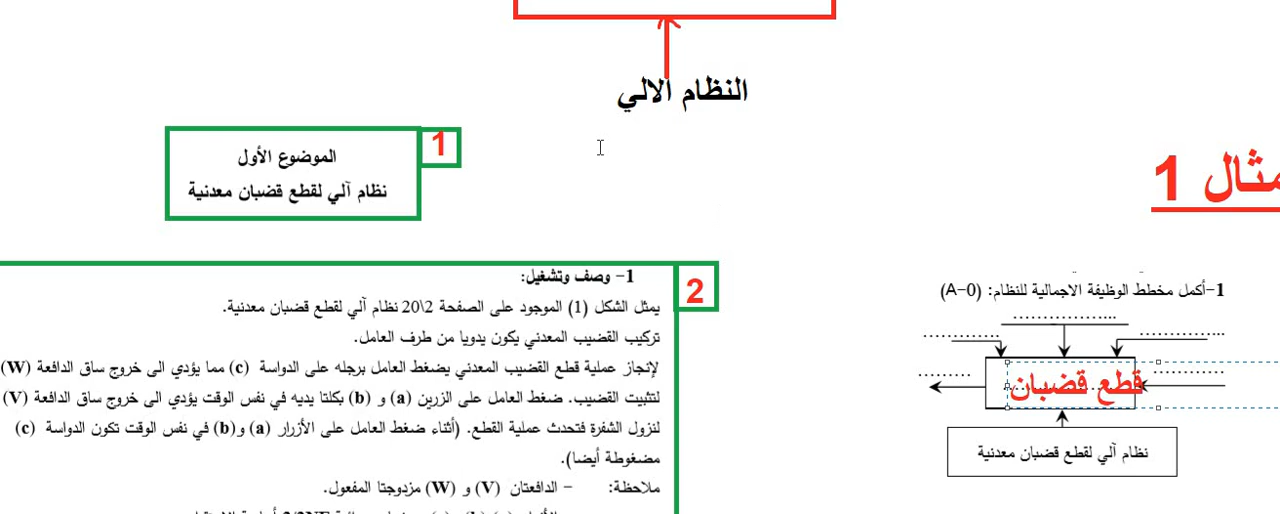 النظام الالي
1
الموضوع الأول
نظام آلي لقطع قضبان معدنية
مثال 1
2
1- وصف وتشغيل:
يمثل الشكل (1) الموجود على الصفحة 2\20 نظام آلي لقطع قضبان معدنية.
تركيب القضيب المعدني يكون يدويا من طرف العامل.
لإنجاز عملية قطع القضيب المعدني يضغط العامل برجله على الدواسة (c) مما يؤدي الى خروج ساق الدافعة (W)
لتثبيت القضيب. ضغط العامل على الزرين (a) و (b) بكلتا يديه في نفس الوقت يؤدي الى خروج ساق الدافعة (V)
لنزول الشفرة فتحدث عملية القطع. (أثناء ضغط العامل على الأزرار (a) و(b) في نفس الوقت تكون الدواسة (c)
مضغوطة أيضا).
ملاحظة: - الدافعتان (V) و (W) مزدوجتا المفعول.
1-أكمل مخطط الوظيفة الاجمالية للنظام: (A-0)
قطع قضبان
نظام آلي لقطع قضبان معدنية